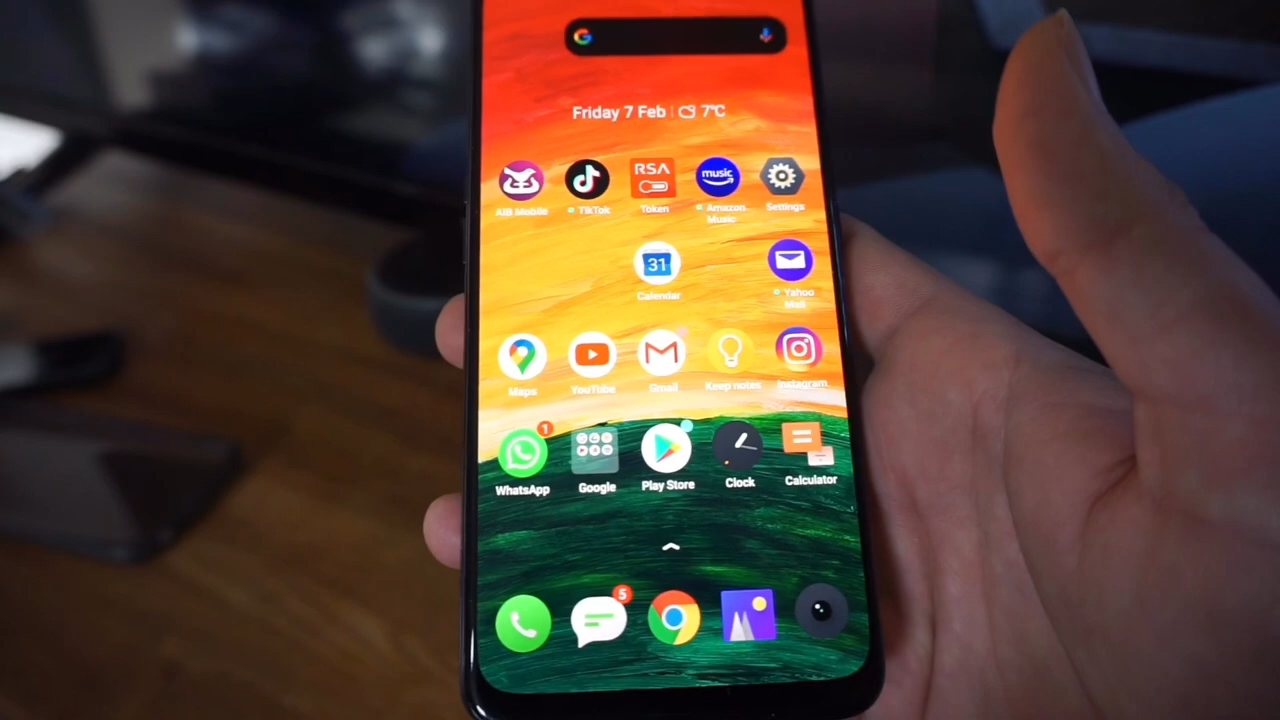 Friday 7 Feb | 7°C
RSA
music
AIB Mobile
TikTok
Token
Amazon
Music
Settings
31
Calendar
Yahoo
Mail
Maps
YouTube
Gmail
Keep notes
Instagram
1
WhatsApp
Google
Play Store
Clock
Calculator
5